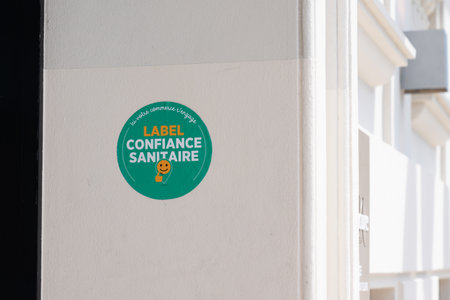 ici votre commerce s'engage
LABEL
CONFIANCE
SANITAIRE